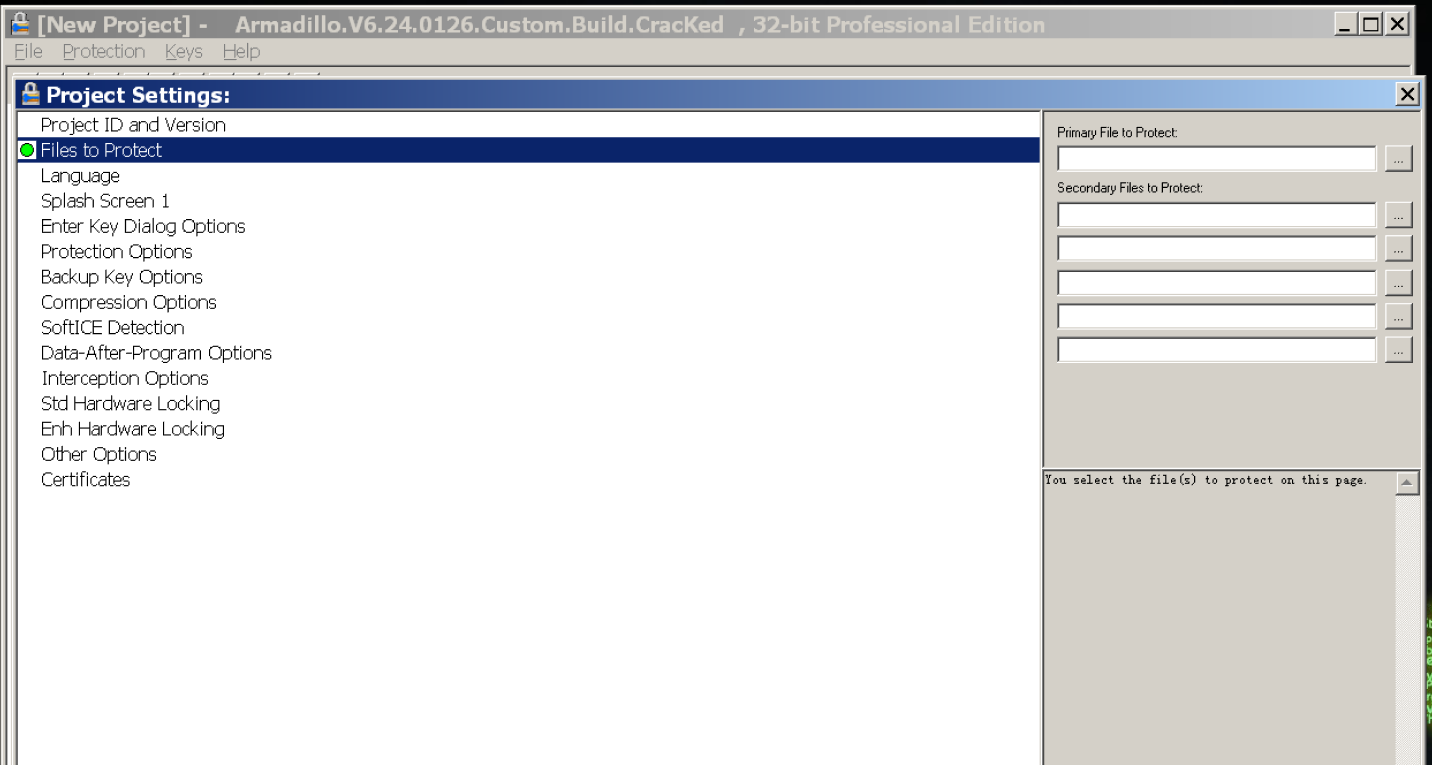 [New Project] - Armadillo.V6.24.0126.Custom.Build.CracKed , 32-bit Professional Edition
File Protection Keys Help
Project Settings:
Project ID and Version
Files to Protect
Language
Splash Screen 1
Enter Key Dialog Options
Protection Options
Backup Key Options
Compression Options
SoftICE Detection
Data-After-Program Options
Interception Options
Std Hardware Locking
Enh Hardware Locking
Other Options
Certificates
Primary File to Protect:
...
Secondary Files to Protect:
...
...
...
...
...
You select the file(s) to protect on this page.